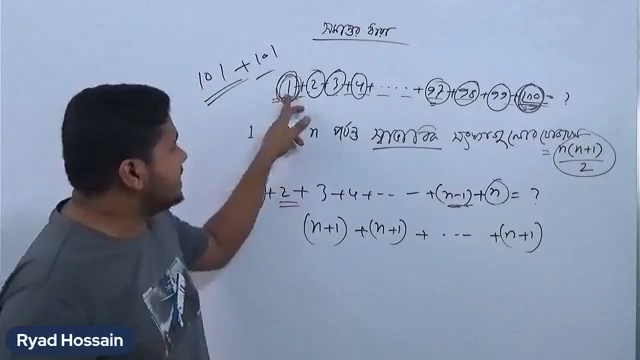 সমান্তর ধারা
101 + 101
1 + 2 + 3 + 4 + ..... + 97 + 98 + 99 + 100 = ?
1 n পর্যন্ত স্বাভাবিক সংখ্যাগুলোর যোগফল = n(n+1)/2
+ 2 + 3 + 4 + -- - + (n-1) + n = ?
(n+1) + (n+1) + --- + (n+1)
Ryad Hossain